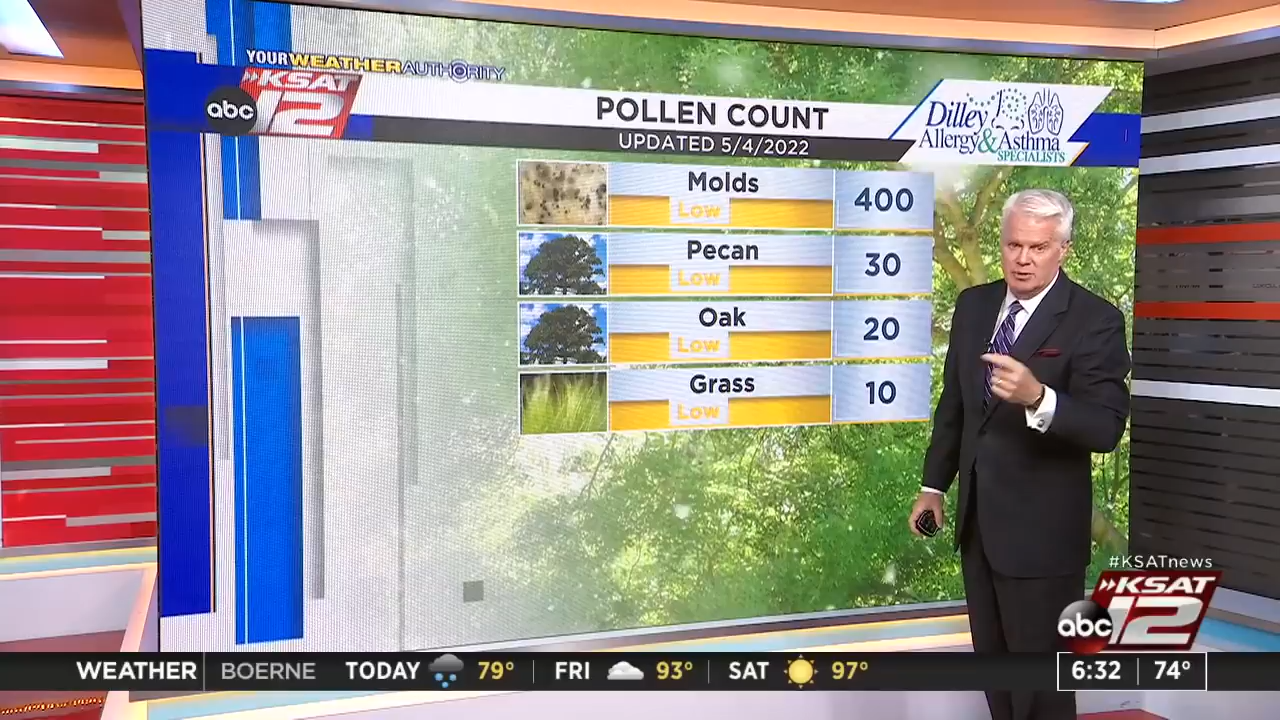 YOUR WEATHER AUTHORITY
abc KSAT 12
POLLEN COUNT
UPDATED 5/4/2022
Dilley
Allergy & Asthma
SPECIALISTS
Molds
Low
400
Pecan
Low
30
Oak
Low
20
Grass
Low
10
#KSATnews
KSAT
abc 12
WEATHER BOERNE TODAY 79° FRI 93° SAT 97° 6:32 74°